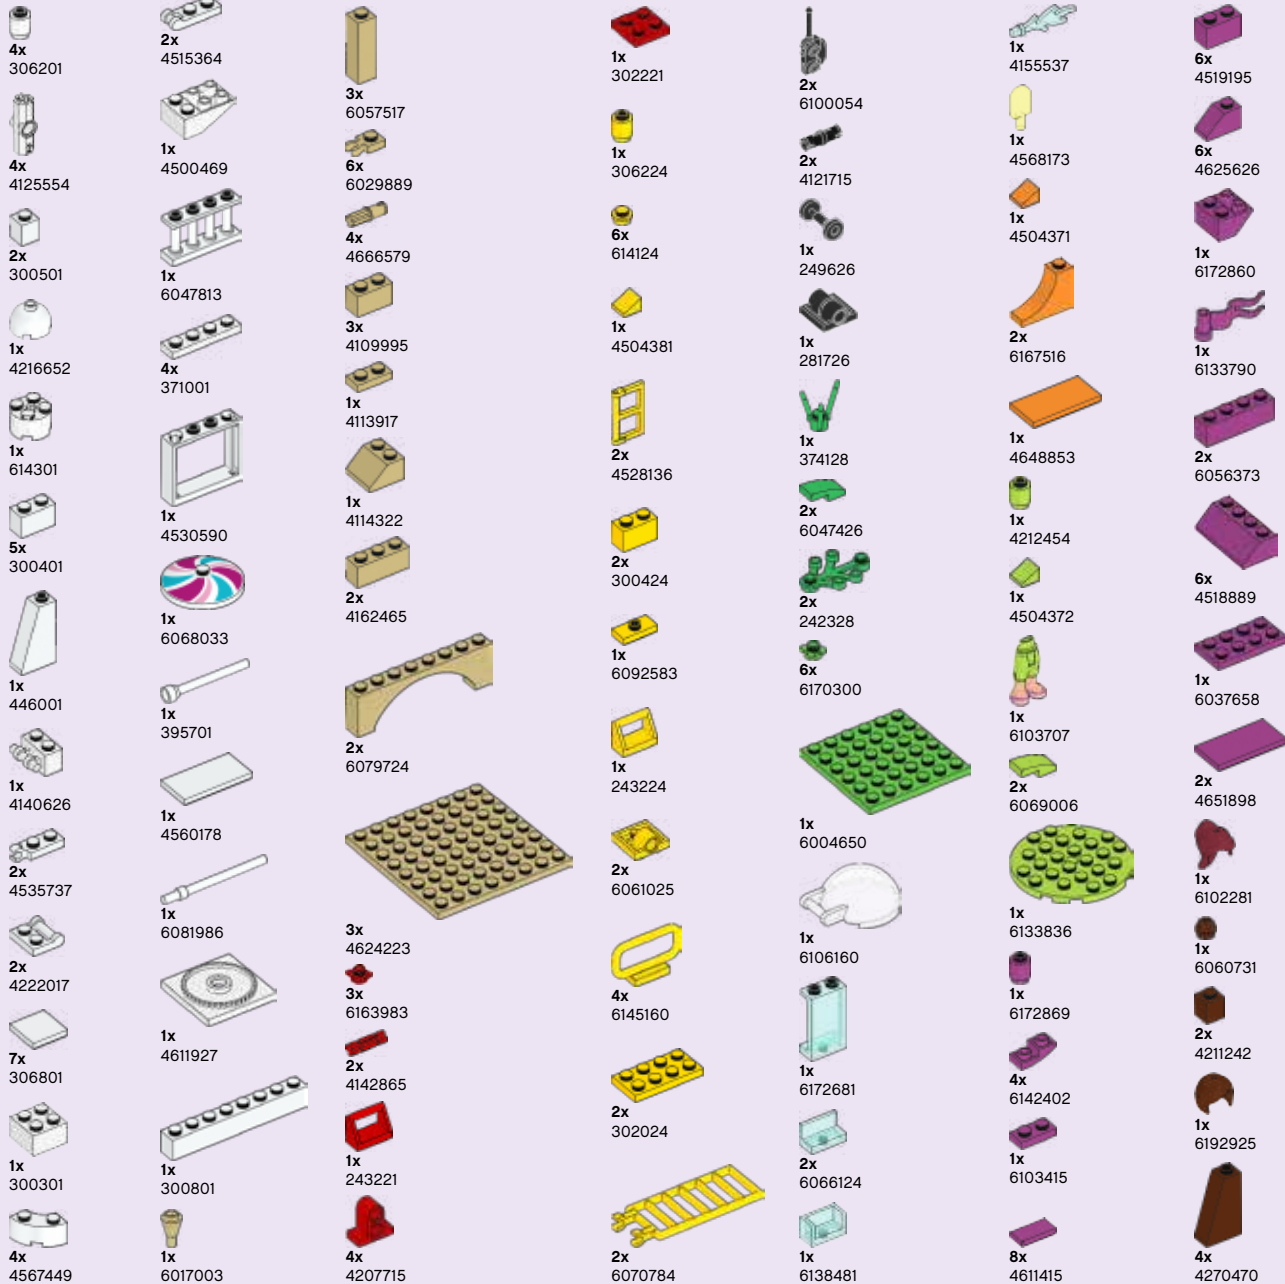 4x
306201
4x
4125554
2x
300501
1x
4216652
1x
614301
5x
300401
1x
446001
1x
4140626
2x
4535737
2x
4222017
7x
306801
1x
300301
4x
4567449
2x
4515364
1x
4500469
1x
6047813
4x
371001
1x
4530590
1x
6068033
1x
395701
1x
4560178
1x
6081986
1x
4611927
1x
300801
1x
6017003
3x
6057517
6x
6029889
4x
4666579
3x
4109995
1x
4113917
1x
4114322
2x
4162465
2x
6079724
3x
4624223
3x
6163983
2x
4142865
1x
243221
4x
4207715
1x
302221
1x
306224
6x
614124
1x
4504381
2x
4528136
2x
300424
1x
6092583
1x
243224
2x
6061025
4x
6145160
2x
302024
2x
6070784
2x
6100054
2x
4121715
1x
249626
1x
281726
1x
374128
2x
6047426
2x
242328
6x
6170300
1x
6004650
1x
6106160
1x
6172681
2x
6066124
1x
6138481
1x
4155537
1x
4568173
1x
4504371
2x
6167516
1x
4648853
1x
4212454
1x
4504372
1x
6103707
2x
6069006
1x
6133836
1x
6172869
4x
6142402
1x
6103415
8x
4611415
6x
4519195
6x
4625626
1x
6172860
1x
6133790
2x
6056373
6x
4518889
1x
6037658
2x
4651898
1x
6102281
1x
6060731
2x
4211242
1x
6192925
4x
4270470